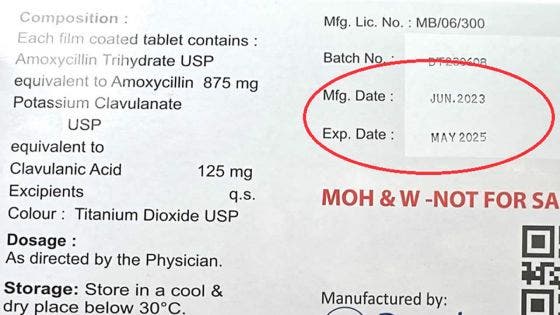 Composition :
Each film coated tablet contains :
Amoxycillin Trihydrate USP
equivalent to Amoxycillin 875 mg
Potassium Clavulanate
USP
equivalent to
Clavulanic Acid 125 mg
Excipients q.s.
Colour : Titanium Dioxide USP
Dosage :
As directed by the Physician.
Storage: Store in a cool &
dry place below 30°C.
Mfg. Lic. No. : MB/06/300
Batch No. :
Mfg. Date : JUN.2023
Exp. Date : MAY 2025
MOH & W -NOT FOR SA
Manufactured by: